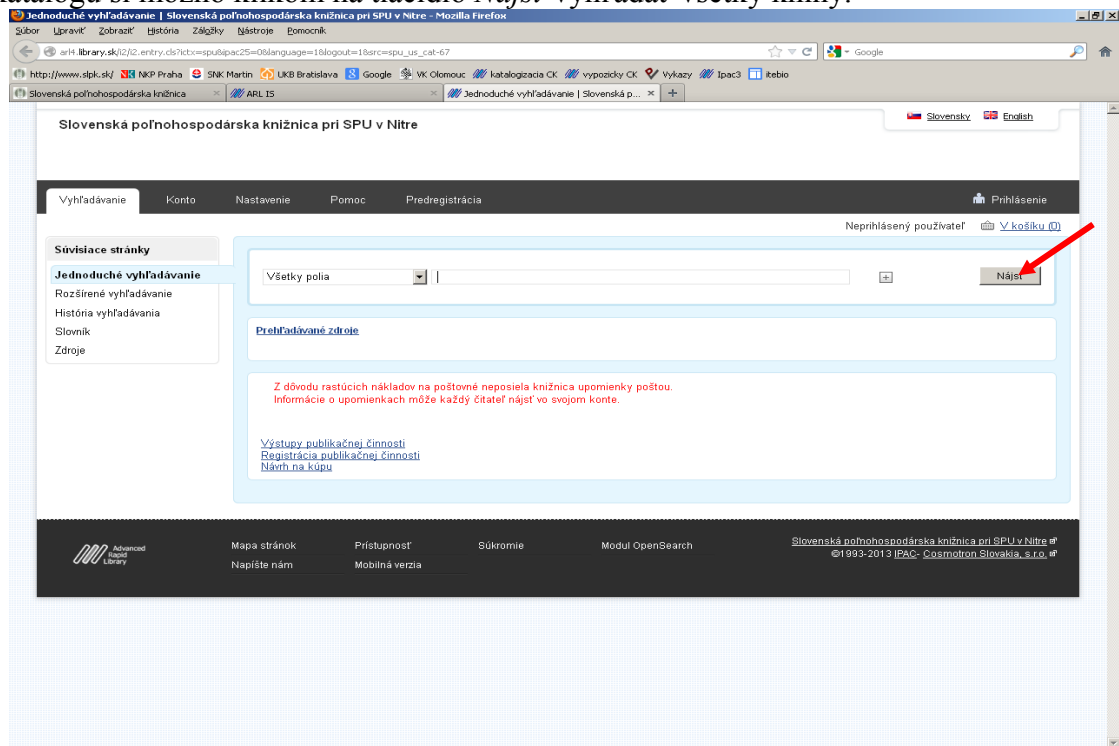 katalógu si možno klikom na tlačidlo Nájsť vyhľadať všetky knihy.
Jednoduché vyhľadávanie | Slovenská poľnohospodárska knižnica pri SPU v Nitre - Mozilla Firefox
Súbor Upraviť Zobraziť História Záložky Nástroje Pomocník
arl4.library.sk/i2/i2.entry.cls?ictx=spu&ipac25=0&language=1&logout=1&src=spu_us_cat-67
Google
http://www.slpk.sk/ NKP Praha SNK Martin UKB Bratislava Google VK Olomouc katalogizacia CK vypozicky CK Vykazy Ipac3 itebio
Slovenská poľnohospodárska knižnica
ARL IS
Jednoduché vyhľadávanie | Slovenská p...
Slovenská poľnohospodárska knižnica pri SPU v Nitre
Slovensky English
Vyhľadávanie Konto Nastavenie Pomoc Predregistrácia Prihlásenie
Neprihlásený používateľ V košíku (0)
Súvisiace stránky
Jednoduché vyhľadávanie
Rozšírené vyhľadávanie
História vyhľadávania
Slovník
Zdroje
Všetky polia
Nájsť
Prehľadávané zdroje
Z dôvodu rastúcich nákladov na poštovné neposiela knižnica upomienky poštou.
Informácie o upomienkach môže každý čitateľ nájsť vo svojom konte.
Výstupy publikačnej činnosti
Registrácia publikačnej činnosti
Návrh na kúpu
Advanced
Rapid
Library
Mapa stránok Prístupnosť Súkromie Modul OpenSearch
Napíšte nám Mobilná verzia
Slovenská poľnohospodárska knižnica pri SPU v Nitre
©1993-2013 IPAC- Cosmotron Slovakia, s.r.o.